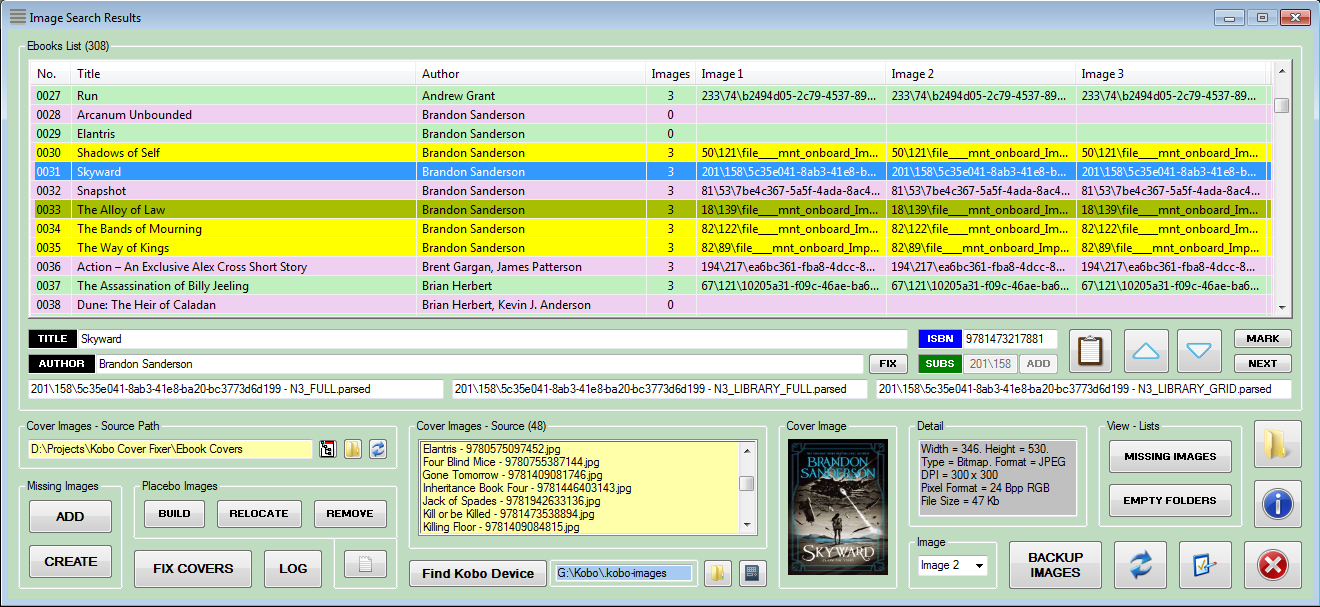 Image Search Results
Ebooks List (308)
No. Title Author Images Image 1 Image 2 Image 3
0027 Run Andrew Grant 3 233\74\b2494d05-2c79-4537-89... 233\74\b2494d05-2c79-4537-89... 233\74\b2494d05-2c79-4537-89...
0028 Arcanum Unbounded Brandon Sanderson 0
0029 Elantris Brandon Sanderson 0
0030 Shadows of Self Brandon Sanderson 3 50\121\file____mnt_onboard_Im... 50\121\file____mnt_onboard_Im... 50\121\file____mnt_onboard_Im...
0031 Skyward Brandon Sanderson 3 201\158\5c35e041-8ab3-41e8-b... 201\158\5c35e041-8ab3-41e8-b... 201\158\5c35e041-8ab3-41e8-b...
0032 Snapshot Brandon Sanderson 3 81\53\7be4c367-5a5f-4ada-8ac4... 81\53\7be4c367-5a5f-4ada-8ac4... 81\53\7be4c367-5a5f-4ada-8ac4...
0033 The Alloy of Law Brandon Sanderson 3 18\139\file____mnt_onboard_Im... 18\139\file____mnt_onboard_Im... 18\139\file____mnt_onboard_Im...
0034 The Bands of Mourning Brandon Sanderson 3 82\122\file____mnt_onboard_Im... 82\122\file____mnt_onboard_Im... 82\122\file____mnt_onboard_Im...
0035 The Way of Kings Brandon Sanderson 3 82\89\file____mnt_onboard_Imp... 82\89\file____mnt_onboard_Imp... 82\89\file____mnt_onboard_Imp...
0036 Action – An Exclusive Alex Cross Short Story Brent Gargan, James Patterson 3 194\217\ea6bc361-fba8-4dcc-8... 194\217\ea6bc361-fba8-4dcc-8... 194\217\ea6bc361-fba8-4dcc-8...
0037 The Assassination of Billy Jeeling Brian Herbert 3 67\121\10205a31-f09c-46ae-ba6... 67\121\10205a31-f09c-46ae-ba6... 67\121\10205a31-f09c-46ae-ba6...
0038 Dune: The Heir of Caladan Brian Herbert, Kevin J. Anderson 0
TITLE Skyward ISBN 9781473217881 MARK
AUTHOR Brandon Sanderson FIX SUBS 201\158 ADD NEXT
201\158\5c35e041-8ab3-41e8-ba20-bc3773d6d199 - N3_FULL.parsed 201\158\5c35e041-8ab3-41e8-ba20-bc3773d6d199 - N3_LIBRARY_FULL.parsed 201\158\5c35e041-8ab3-41e8-ba20-bc3773d6d199 - N3_LIBRARY_GRID.parsed
Cover Images - Source Path
D:\Projects\Kobo Cover Fixer\Ebook Covers
Missing Images
ADD
CREATE
Placebo Images
BUILD RELOCATE REMOVE
FIX COVERS LOG
Cover Images - Source (48)
Elantris - 9780575097452.jpg
Four Blind Mice - 9780755387144.jpg
Gone Tomorrow - 9781409081746.jpg
Inheritance Book Four - 9781446403143.jpg
Jack of Spades - 9781942633136.jpg
Kill or be Killed - 9781473538894.jpg
Killing Floor - 9781409084815.jpg
Find Kobo Device G:\Kobo\.kobo-images
Cover Image
BRANDON
SANDERSON
SKYWARD
Detail
Width = 346. Height = 530.
Type = Bitmap. Format = JPEG
DPI = 300 x 300
Pixel Format = 24 Bpp RGB
File Size = 47 Kb
Image
Image 2
View - Lists
MISSING IMAGES
EMPTY FOLDERS
BACKUP
IMAGES